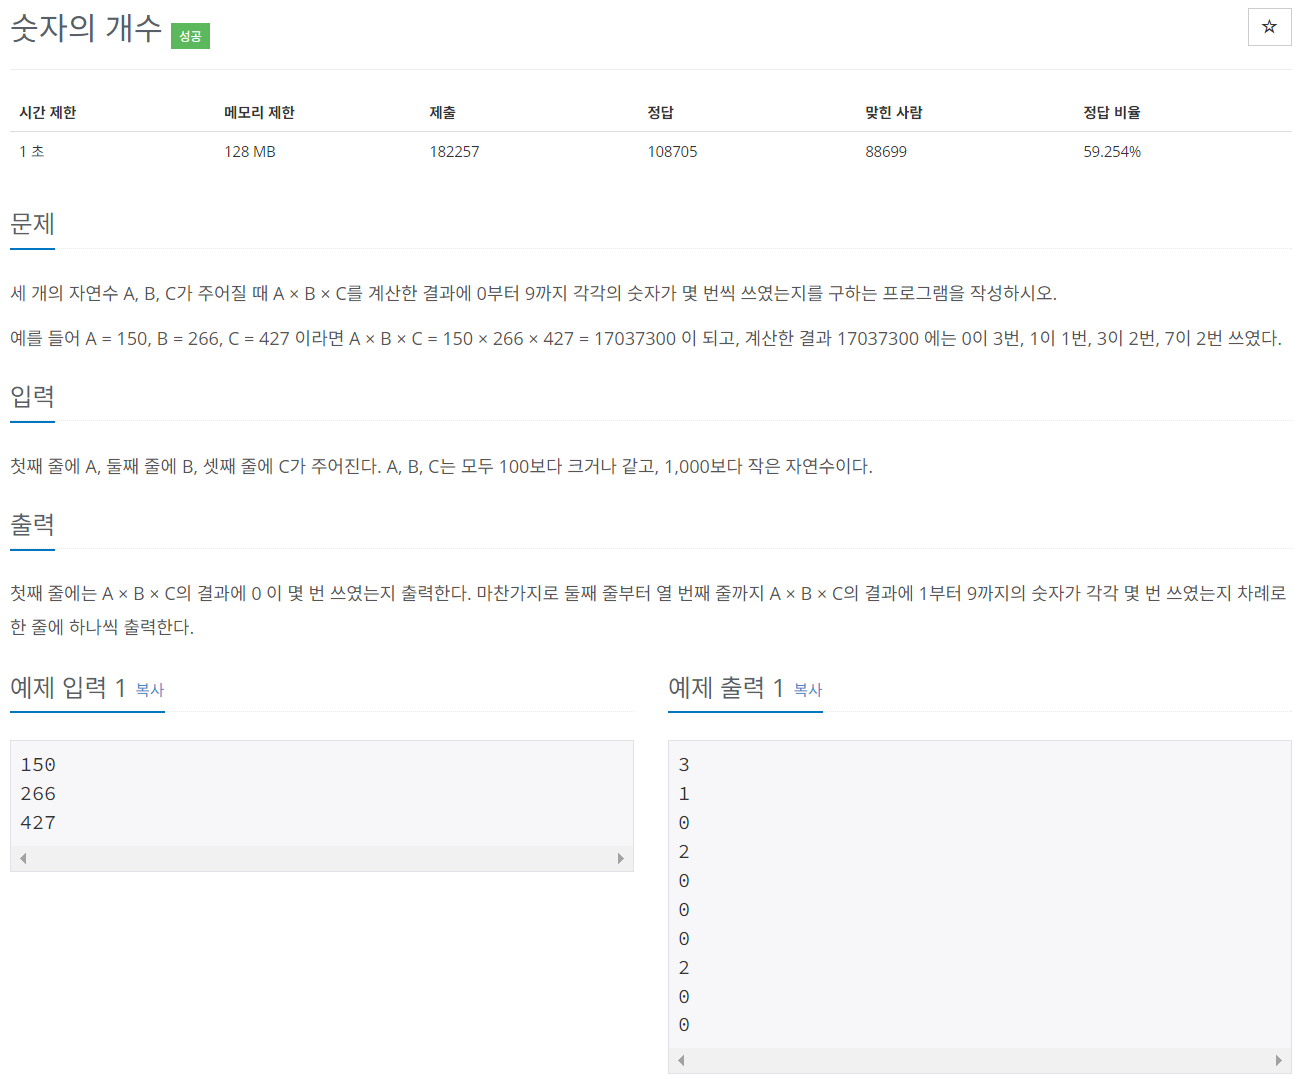 숫자의 개수 성공
☆
시간 제한 메모리 제한 제출 정답 맞힌 사람 정답 비율
1 초 128 MB 182257 108705 88699 59.254%
문제
세 개의 자연수 A, B, C가 주어질 때 A × B × C를 계산한 결과에 0부터 9까지 각각의 숫자가 몇 번씩 쓰였는지를 구하는 프로그램을 작성하시오.
예를 들어 A = 150, B = 266, C = 427 이라면 A × B × C = 150 × 266 × 427 = 17037300 이 되고, 계산한 결과 17037300 에는 0이 3번, 1이 1번, 3이 2번, 7이 2번 쓰였다.
입력
첫째 줄에 A, 둘째 줄에 B, 셋째 줄에 C가 주어진다. A, B, C는 모두 100보다 크거나 같고, 1,000보다 작은 자연수이다.
출력
첫째 줄에는 A × B × C의 결과에 0 이 몇 번 쓰였는지 출력한다. 마찬가지로 둘째 줄부터 열 번째 줄까지 A × B × C의 결과에 1부터 9까지의 숫자가 각각 몇 번 쓰였는지 차례로
한 줄에 하나씩 출력한다.
예제 입력 1 복사
150
266
427
예제 출력 1 복사
3
1
0
2
0
0
0
2
0
0